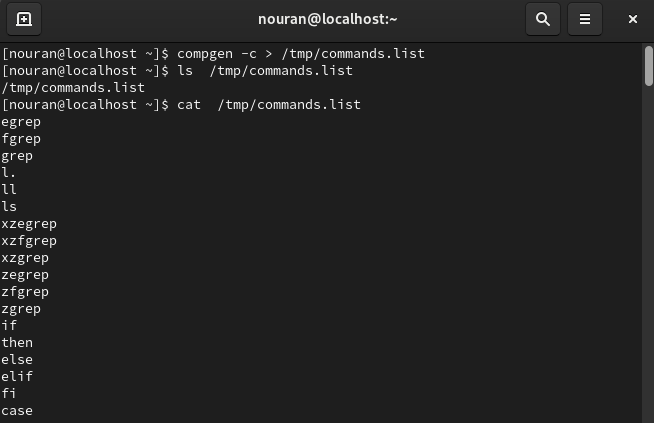 nouran@localhost:~
[nouran@localhost ~]$ compgen -c > /tmp/commands.list
[nouran@localhost ~]$ ls  /tmp/commands.list
/tmp/commands.list
[nouran@localhost ~]$ cat  /tmp/commands.list
egrep
fgrep
grep
l.
ll
ls
xzegrep
xzfgrep
xzgrep
zegrep
zfgrep
zgrep
if
then
else
elif
fi
case